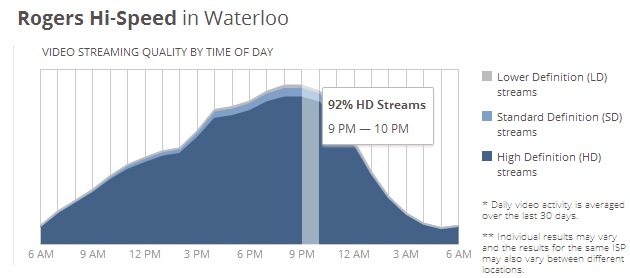 Rogers Hi-Speed in Waterloo
VIDEO STREAMING QUALITY BY TIME OF DAY
92% HD Streams
9 PM — 10 PM
6 AM 9 AM 12 PM 3 PM 6 PM 9 PM 12 AM 3 AM 6 AM
Lower Definition (LD)
streams
Standard Definition (SD)
streams
High Definition (HD)
streams
* Daily video activity is averaged
over the last 30 days.
** Individual results may vary
and the results for the same ISP
may also vary between different
locations.